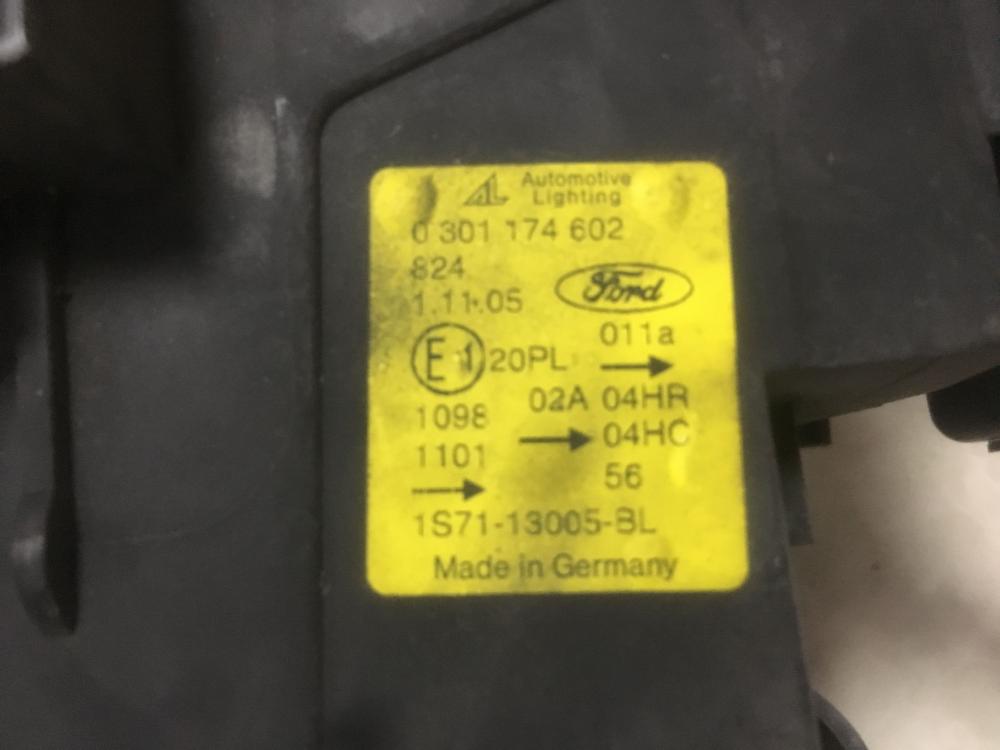 AL Automotive
Lighting
0 301 174 602
824
1.11.05
Ford
011a
E1 20PL →
1098 02A 04HR
1101 → 04HC
→ 56
1S71-13005-BL
Made in Germany